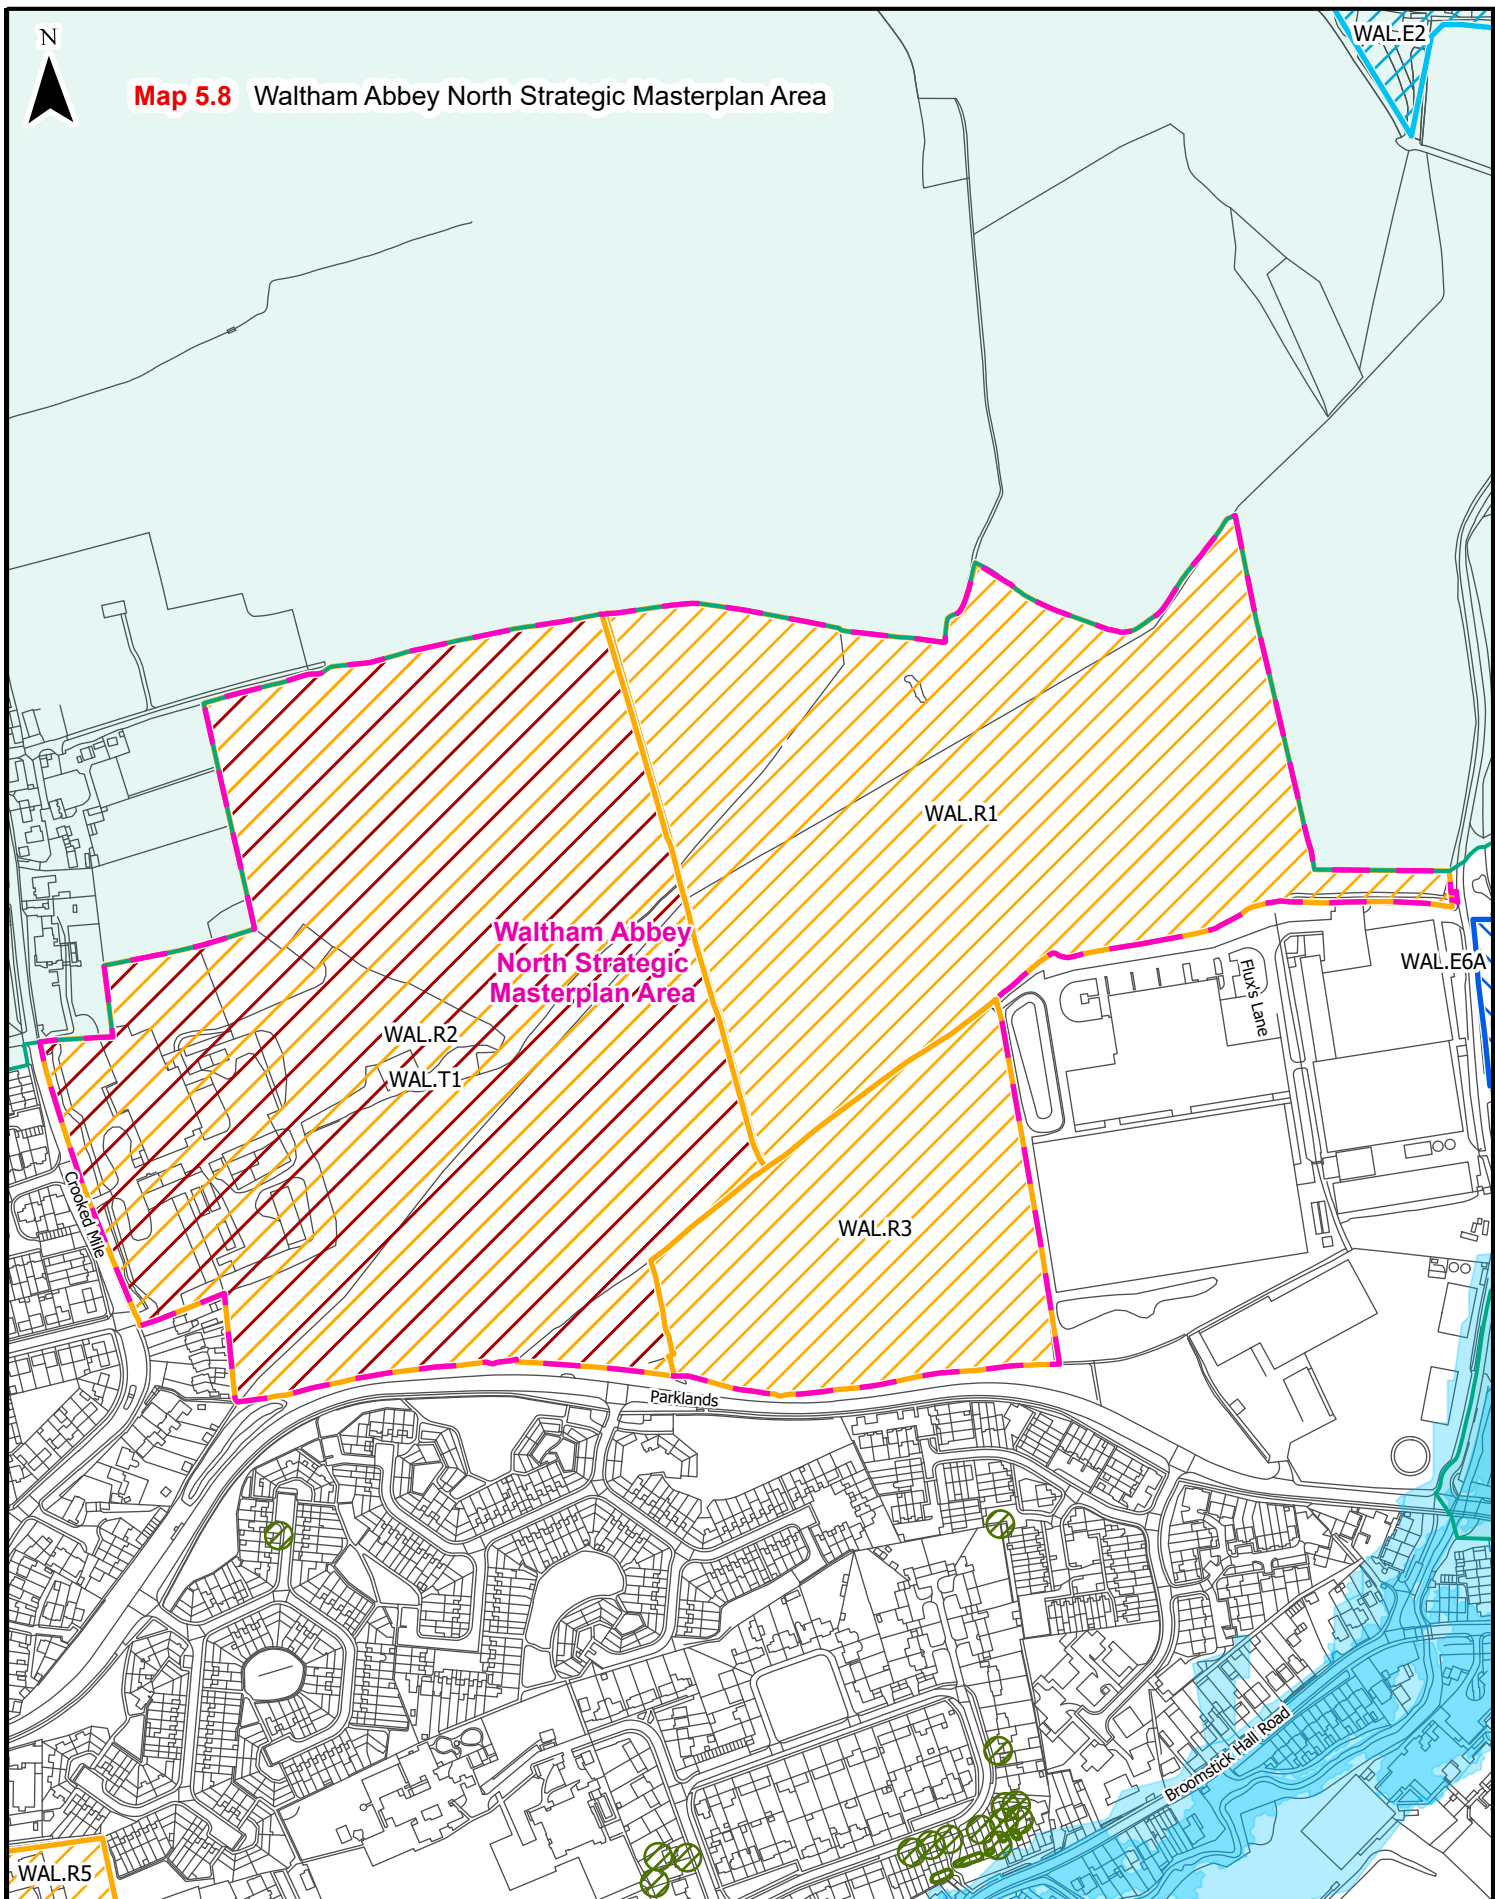 N
Map 5.8 Waltham Abbey North Strategic Masterplan Area
WAL.E2
WAL.R1
Waltham Abbey
North Strategic
Masterplan Area
WAL.E6A
Flux's Lane
WAL.R2
WAL.T1
Crooked Mile
WAL.R3
Parklands
Broomstick Hall Road
WAL.R5